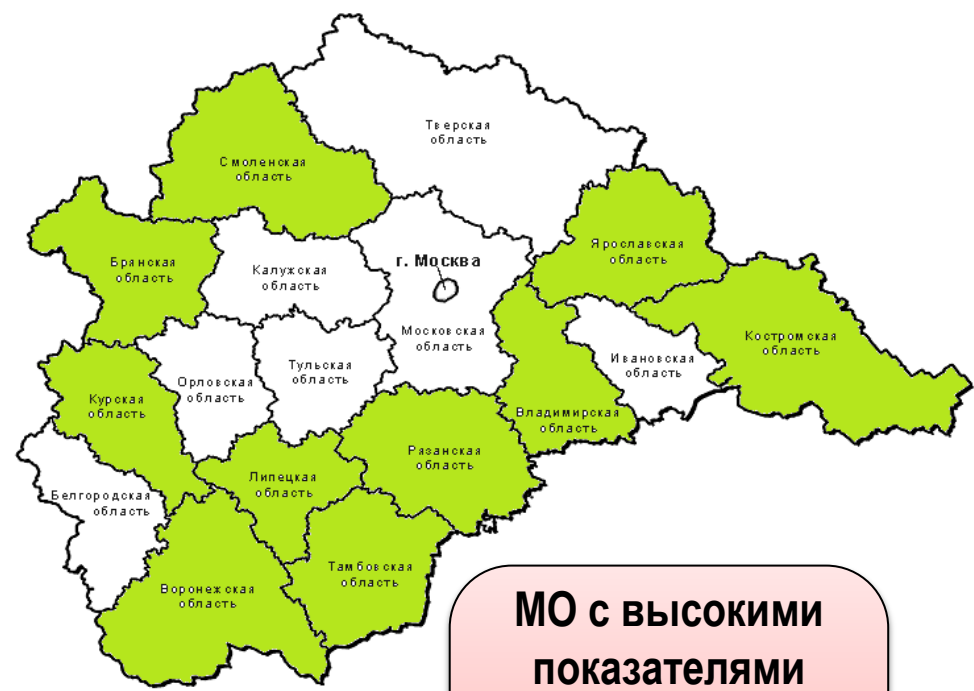 Тверская
область
Смоленская
область
Ярославская
область
Брянская
область
Калужская
область
г. Москва
Московская
область
Костромская
область
Ивановская
область
Тульская
область
Орловская
область
Курская
область
Владимирская
область
Рязанская
область
Липецкая
область
Белгородская
область
Тамбовская
область
Воронежская
область
МО с высокими
показателями